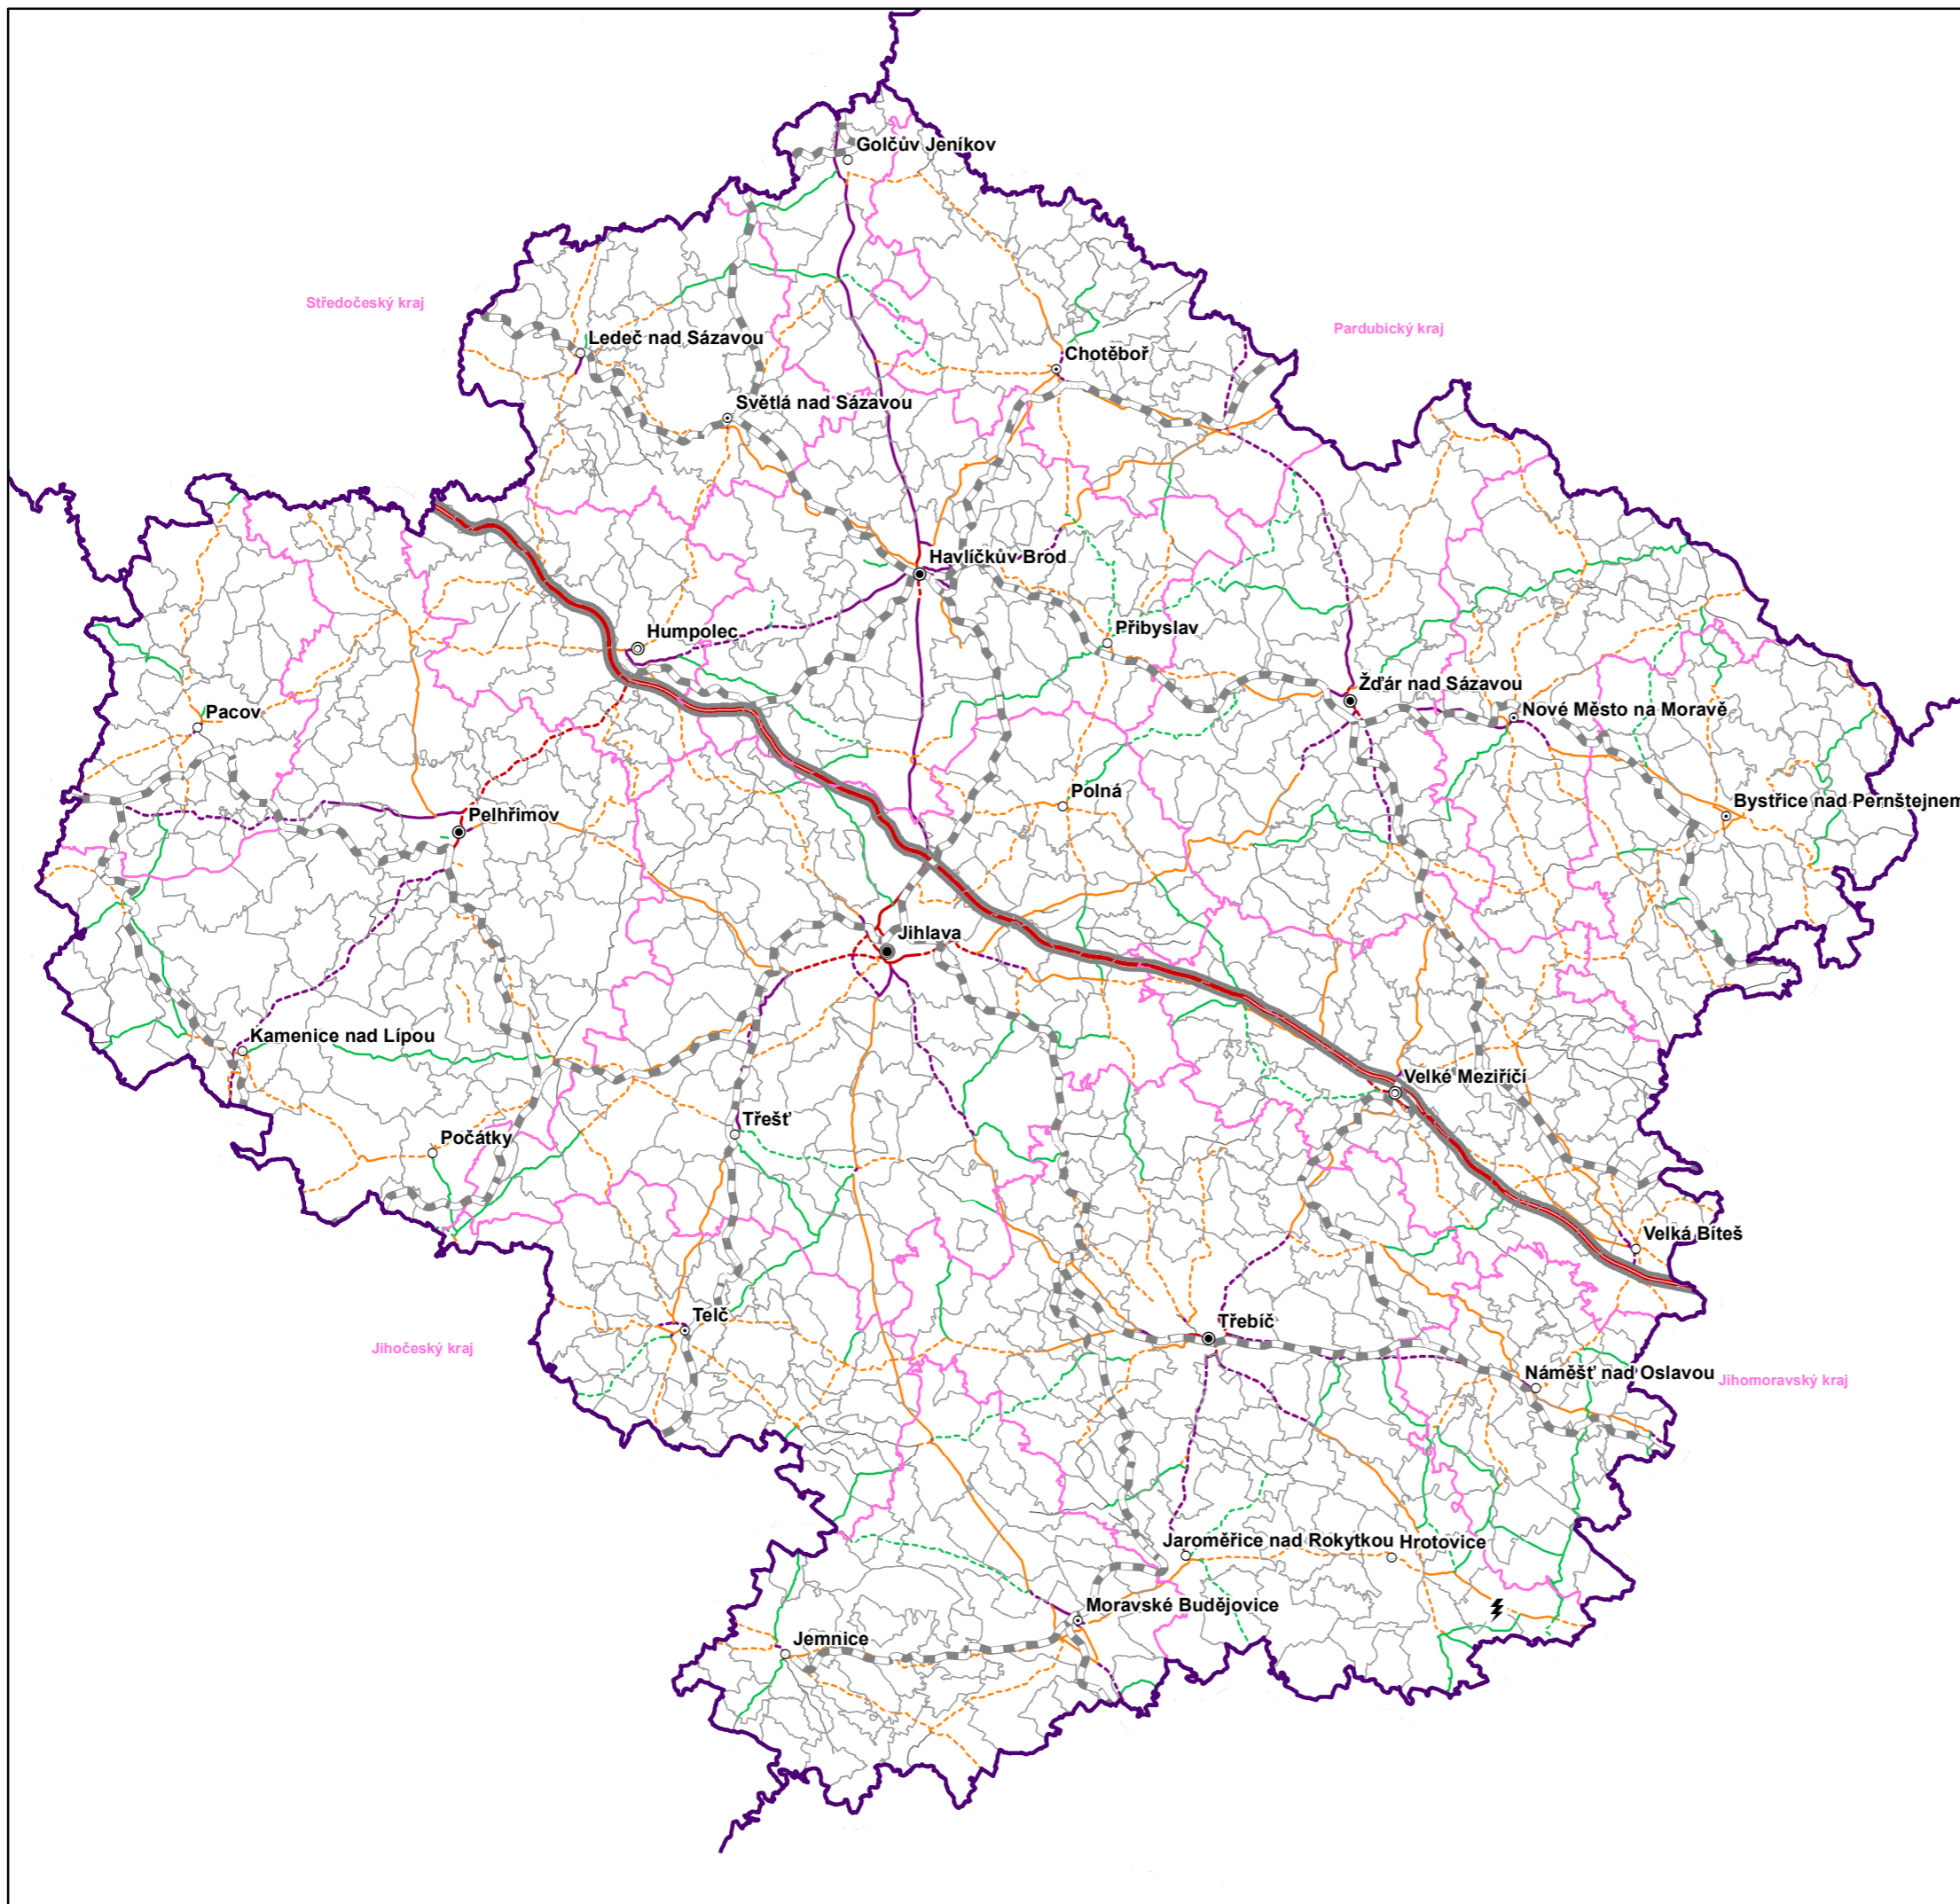 Golčův Jeníkov
Středočeský kraj
Pardubický kraj
Ledeč nad Sázavou
Chotěboř
Světlá nad Sázavou
Havlíčkův Brod
Humpolec
Přibyslav
Žďár nad Sázavou
Pacov
Nové Město na Moravě
Polná
Bystřice nad Pernštejnem
Pelhřimov
Jihlava
Kamenice nad Lípou
Velké Meziříčí
Třešť
Počátky
Velká Bíteš
Telč
Třebíč
Jihočeský kraj
Náměšť nad Oslavou
Jihomoravský kraj
Jaroměřice nad Rokytkou
Hrotovice
Moravské Budějovice
Jemnice